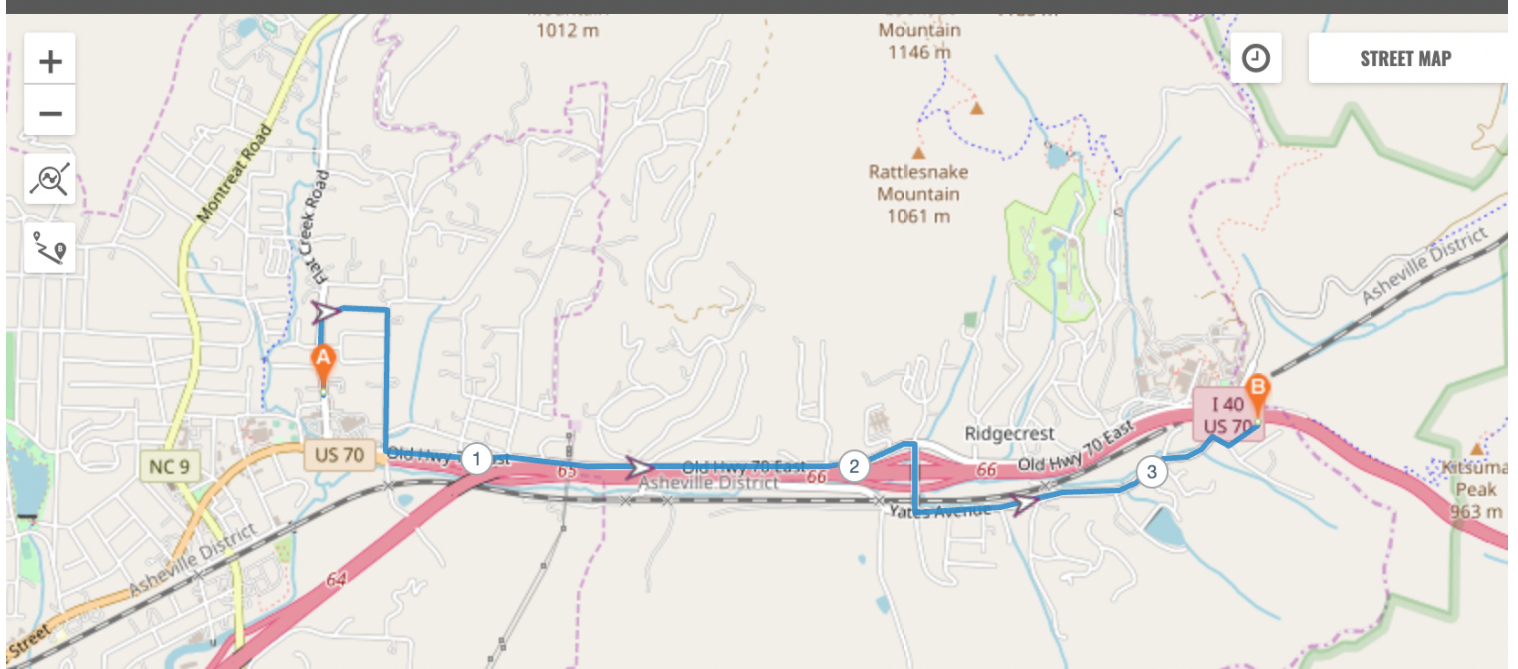 1012 m
Mountain
1146 m
STREET MAP
+
−
Montreat Road
Flat Creek Road
Rattlesnake
Mountain
1061 m
Asheville District
A
B
I 40
US 70
Ridgecrest
Old Hwy 70 East
NC 9
US 70
Old Hwy
1
65
Old Hwy 70 East
2
66
66
Asheville District
3
Yates Avenue
Kitsuma
Peak
963 m
Asheville District
64
Street